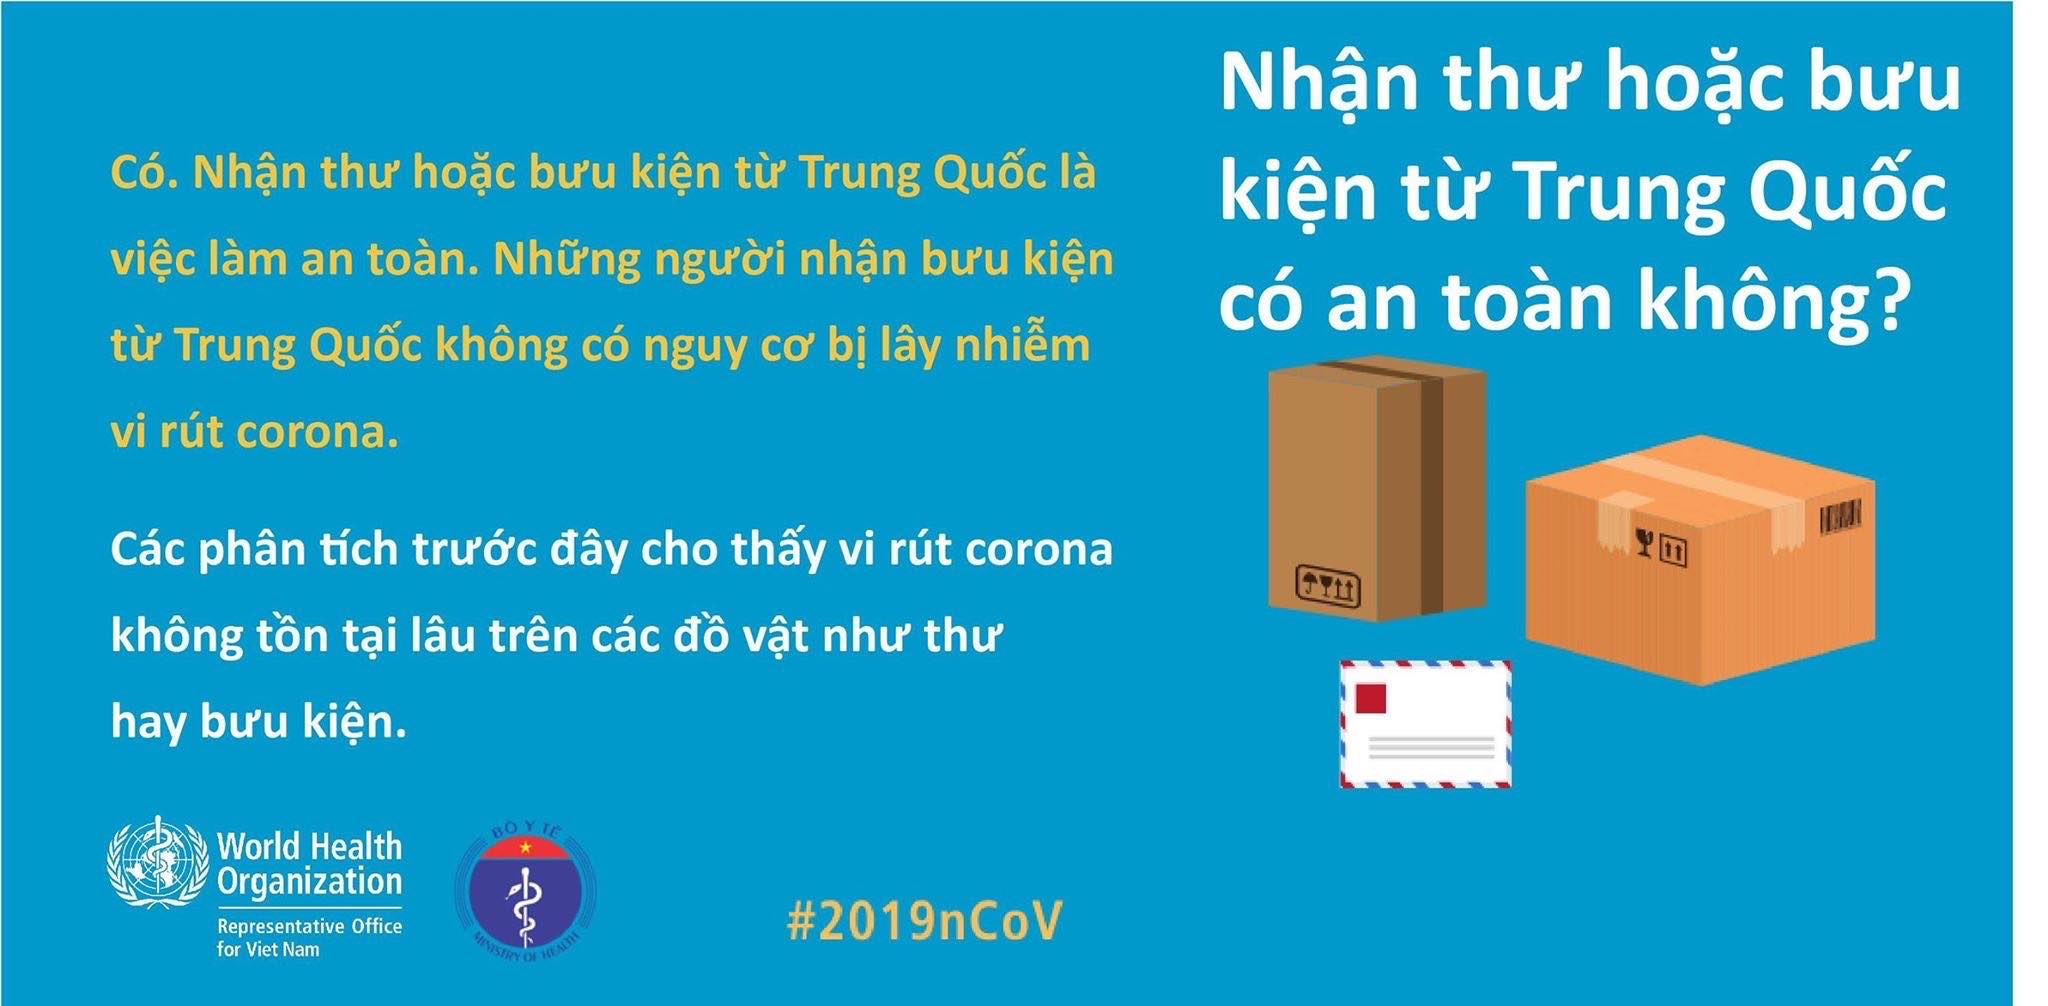 Nhận thư hoặc bưu
kiện từ Trung Quốc
có an toàn không?
Có. Nhận thư hoặc bưu kiện từ Trung Quốc là
việc làm an toàn. Những người nhận bưu kiện
từ Trung Quốc không có nguy cơ bị lây nhiễm
vi rút corona.
Các phân tích trước đây cho thấy vi rút corona
không tồn tại lâu trên các đồ vật như thư
hay bưu kiện.
World Health
Organization
Representative Office
for Viet Nam
BỘ Y TẾ
MINISTRY OF HEALTH
#2019nCoV